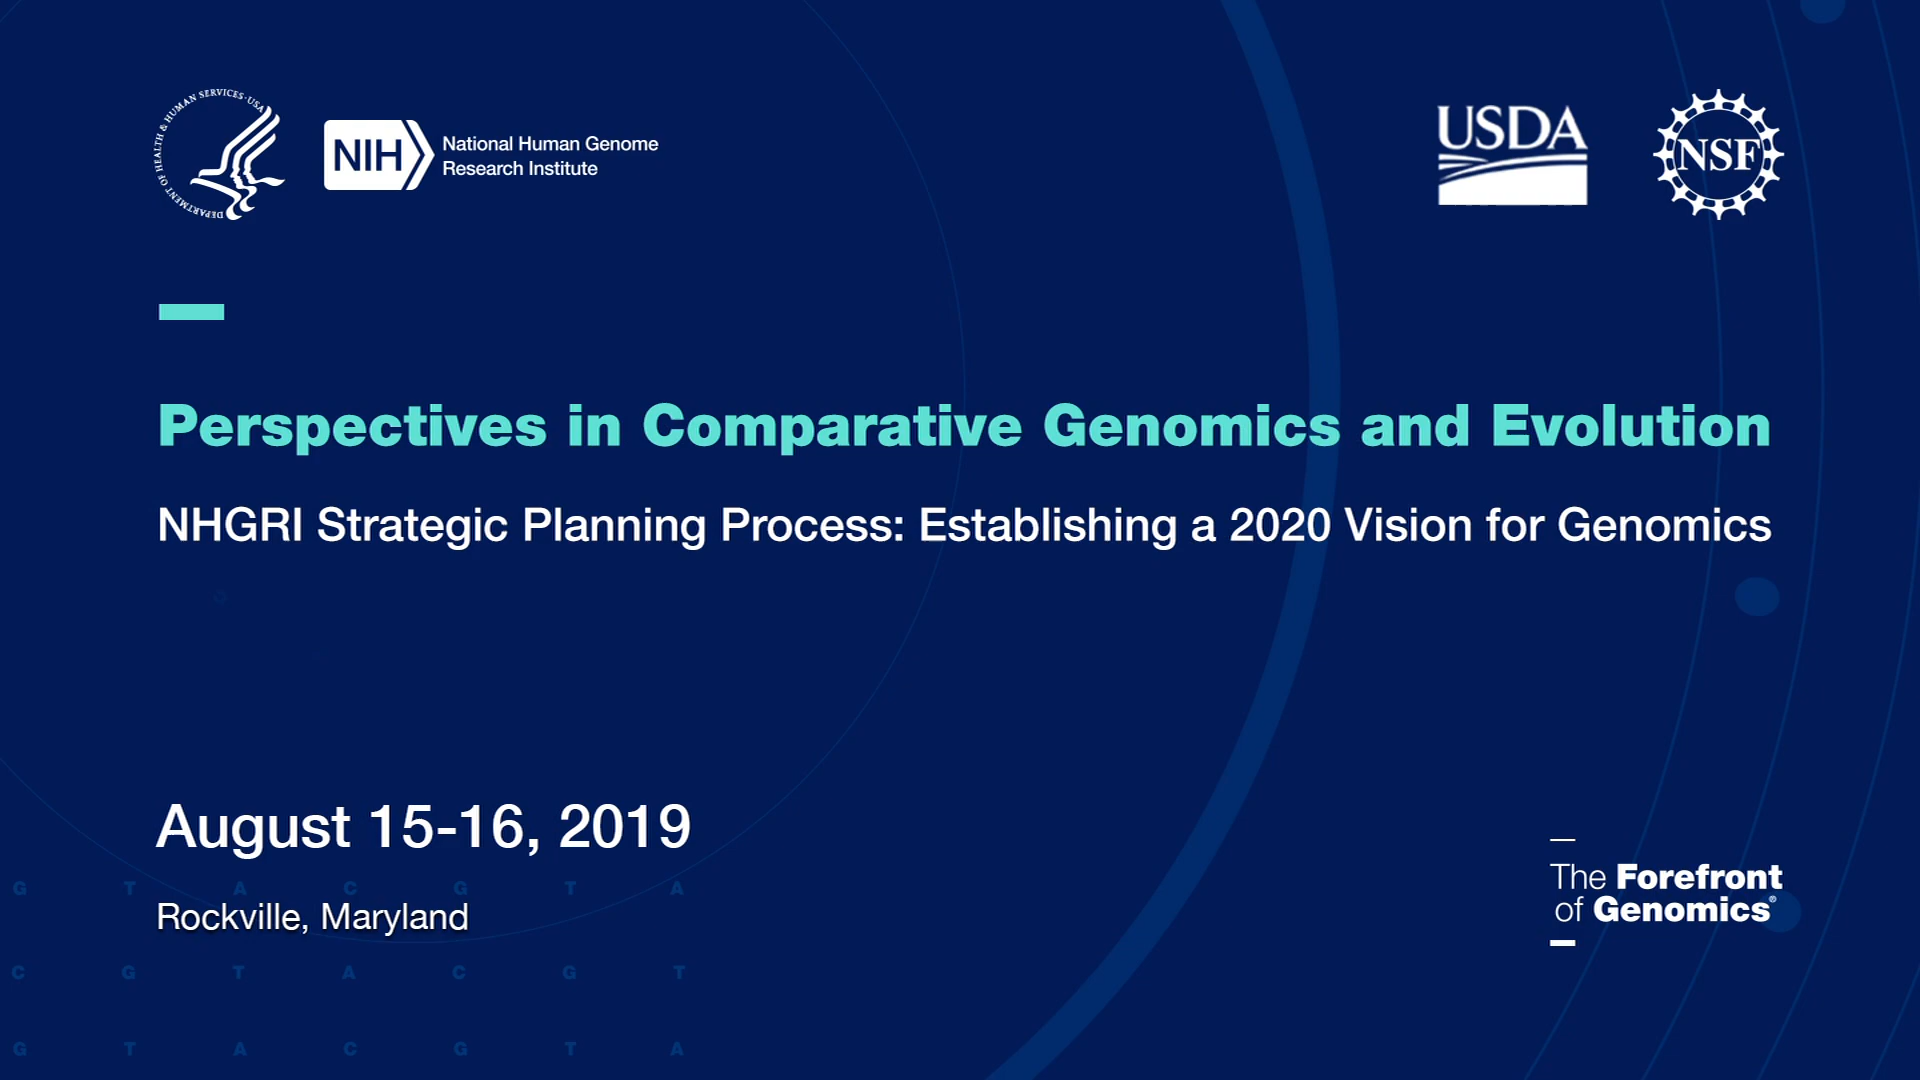 DEPARTMENT OF HEALTH & HUMAN SERVICES·USA
NIH
National Human Genome
Research Institute
USDA
NSF
Perspectives in Comparative Genomics and Evolution
NHGRI Strategic Planning Process: Establishing a 2020 Vision for Genomics
August 15-16, 2019
G T A C G T A
Rockville, Maryland
The Forefront
of Genomics®
C G T A C G T
G T A C G T A